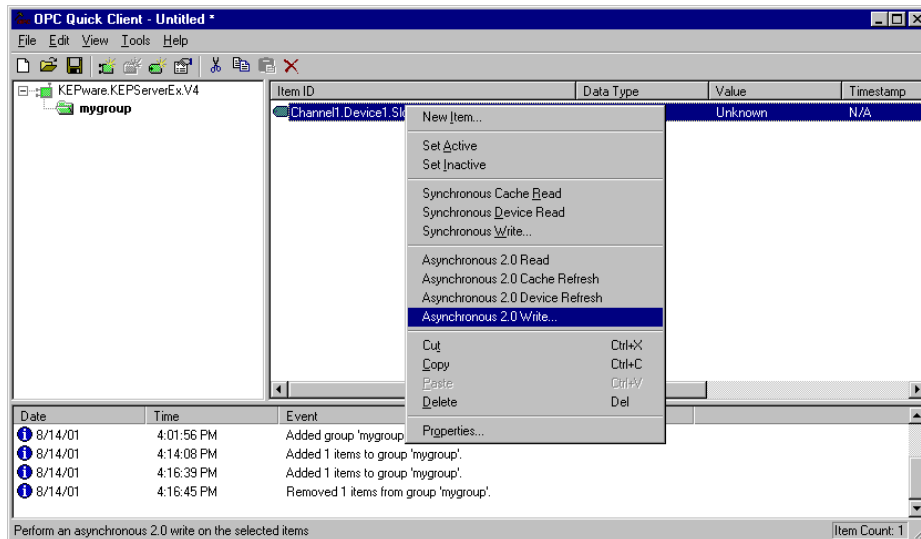 OPC Quick Client - Untitled *
File Edit View Tools Help
KEPware.KEPServerEx.V4
mygroup
Item ID Data Type Value Timestamp
Channel1.Device1. Unknown N/A
New Item...
Set Active
Set Inactive
Synchronous Cache Read
Synchronous Device Read
Synchronous Write...
Asynchronous 2.0 Read
Asynchronous 2.0 Cache Refresh
Asynchronous 2.0 Device Refresh
Asynchronous 2.0 Write...
Cut Ctrl+X
Copy Ctrl+C
Paste Ctrl+V
Delete Del
Properties...
Date Time Event
8/14/01 4:01:56 PM Added group 'mygroup
8/14/01 4:14:08 PM Added 1 items to group 'mygroup'.
8/14/01 4:16:39 PM Added 1 items to group 'mygroup'.
8/14/01 4:16:45 PM Removed 1 items from group 'mygroup'.
Perform an asynchronous 2.0 write on the selected items Item Count: 1